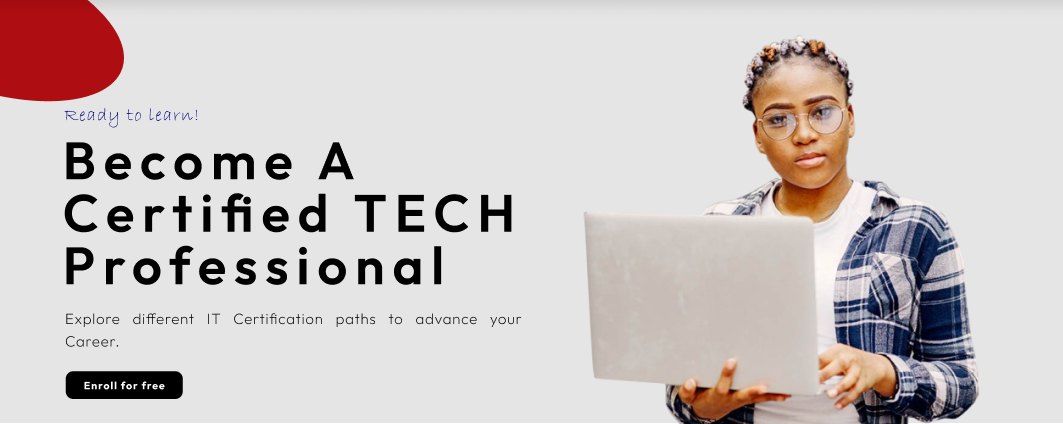 Ready to learn!
Become A
Certified TECH
Professional
Explore different IT Certification paths to advance your
Career.
Enroll for free